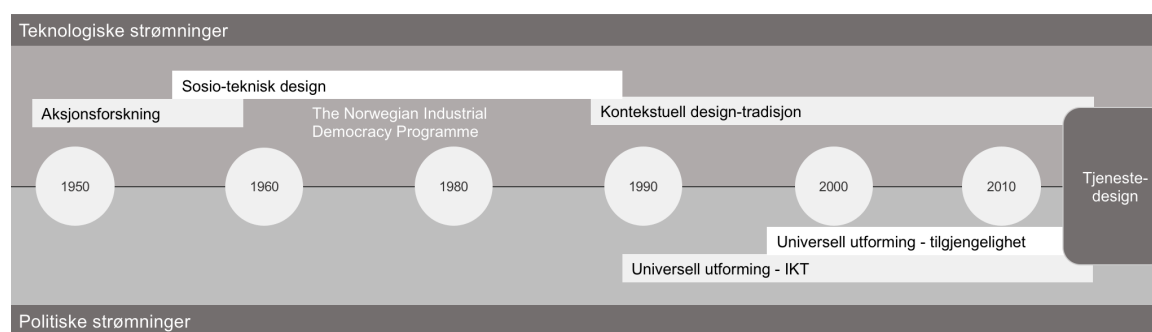 Teknologiske strømninger
Sosio-teknisk design
Aksjonsforskning
The Norwegian Industrial
Democracy Programme
Kontekstuell design-tradisjon
1950
1960
1980
1990
2000
2010
Tjeneste-
design
Universell utforming - tilgjengelighet
Universell utforming - IKT
Politiske strømninger